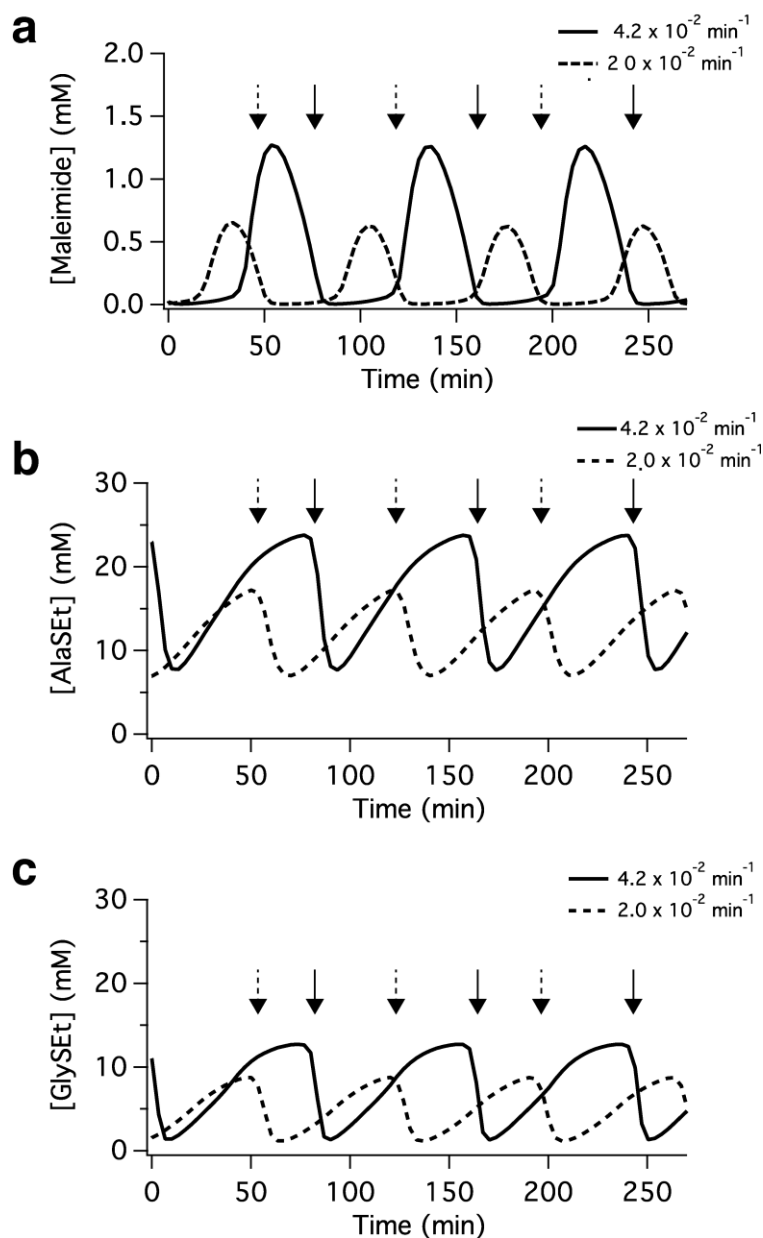 a
4.2 x 10⁻² min⁻¹
2 0 x 10⁻² min⁻¹
[Maleimide] (mM)
2.0
1.5
1.0
0.5
0.0
0 50 100 150 200 250
Time (min)
b
4.2 x 10⁻² min⁻¹
2.0 x 10⁻² min⁻¹
[AlaSEt] (mM)
30
20
10
0
0 50 100 150 200 250
Time (min)
c
4.2 x 10⁻² min⁻¹
2.0 x 10⁻² min⁻¹
[GlySEt] (mM)
30
20
10
0
0 50 100 150 200 250
Time (min)